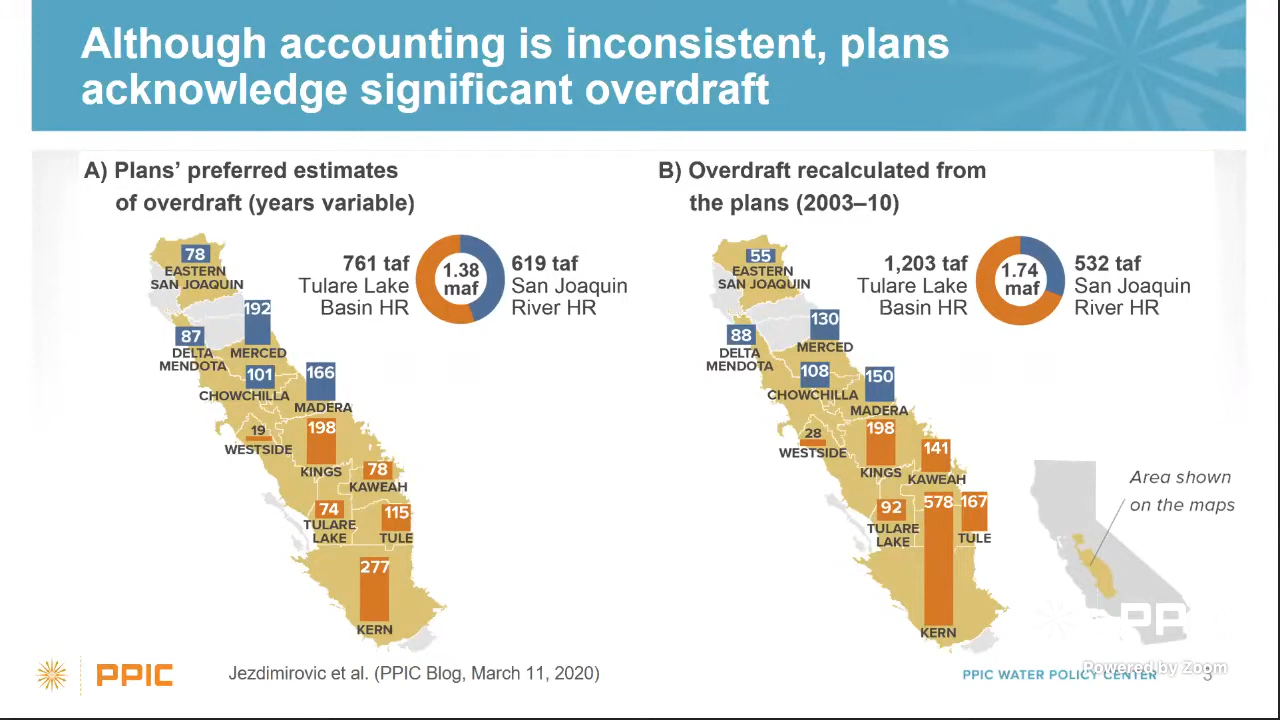 Although accounting is inconsistent, plans
acknowledge significant overdraft
A) Plans’ preferred estimates
of overdraft (years variable)
78
EASTERN
SAN JOAQUIN
192
MERCED
87
DELTA
MENDOTA
101
CHOWCHILLA
166
MADERA
19
WESTSIDE
198
KINGS
78
KAWEAH
74
TULARE
LAKE
115
TULE
277
KERN
761 taf
Tulare Lake
Basin HR
1.38
maf
619 taf
San Joaquin
River HR
B) Overdraft recalculated from
the plans (2003–10)
55
EASTERN
SAN JOAQUIN
130
MERCED
88
DELTA
MENDOTA
108
CHOWCHILLA
150
MADERA
28
WESTSIDE
198
KINGS
141
KAWEAH
92
TULARE
LAKE
578
KERN
167
TULE
1,203 taf
Tulare Lake
Basin HR
1.74
maf
532 taf
San Joaquin
River HR
Area shown
on the maps
PPIC
Jezdimirovic et al. (PPIC Blog, March 11, 2020)
PPIC WATER POLICY CENTER
Powered by Zoom
3